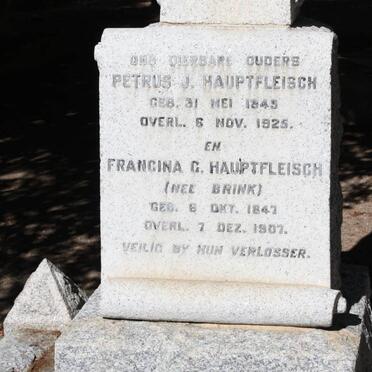 ONS DIERBARE OUDERS
PETRUS J. HAUPTFLEISCH
GEB. 31 MEI 1845
OVERL. 6 NOV. 1925.
EN
FRANCINA C. HAUPTFLEISCH
(NEE BRINK)
GEB. 6 OKT. 1847
OVERL. 7 DEZ. 1907.
VEILIG BY HUN VERLOSSER.